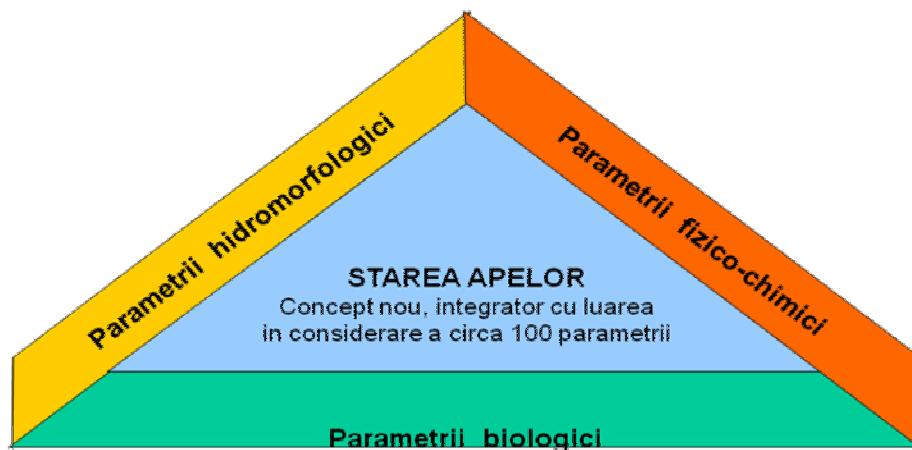 Parametrii hidromorfologici
Parametrii fizico-chimici
STAREA APELOR
Concept nou, integrator cu luarea
in considerare a circa 100 parametrii
Parametrii biologici